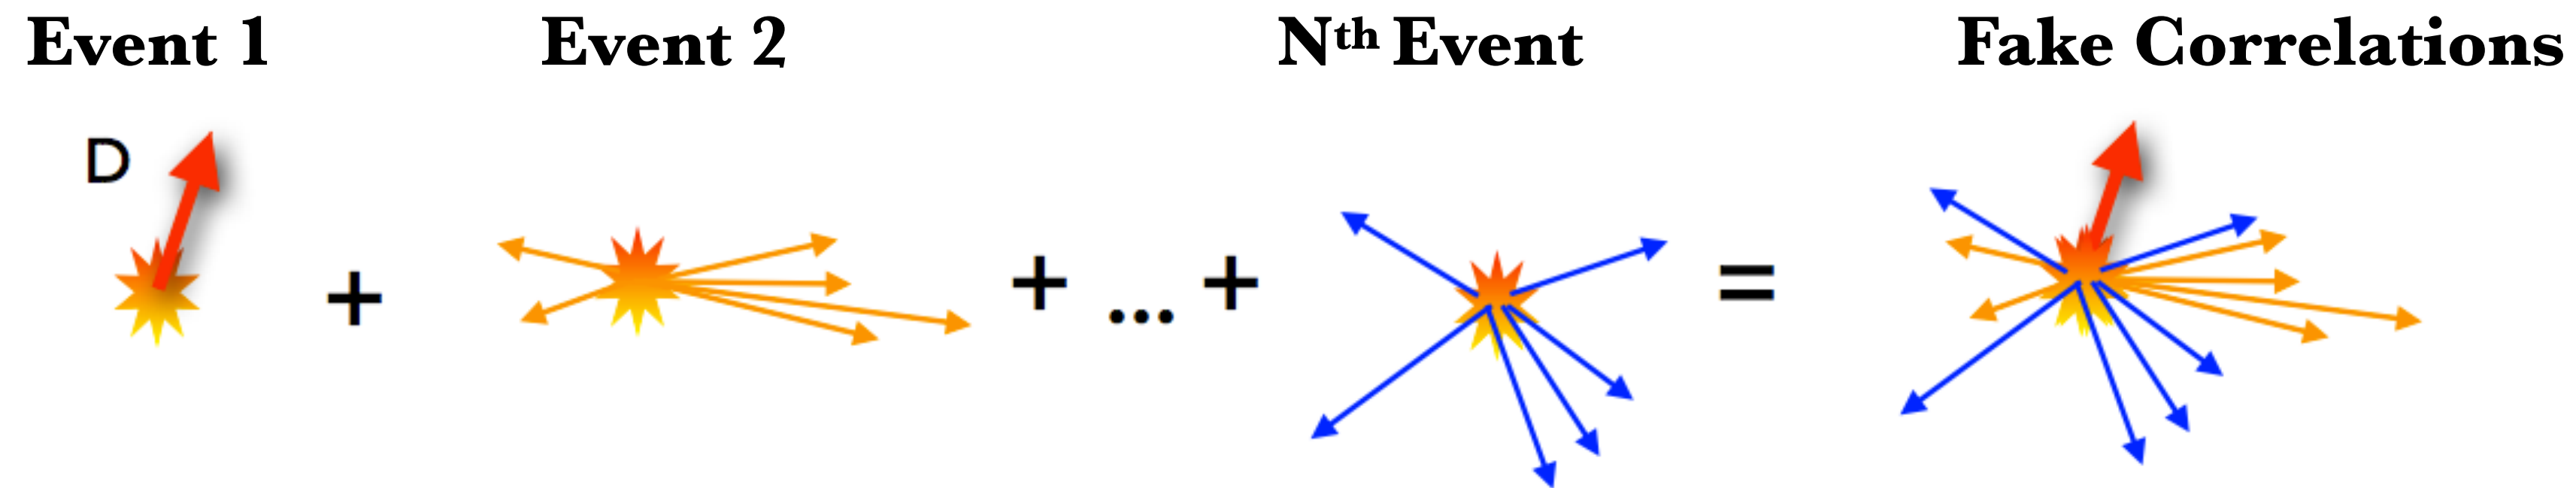 Event 1 Event 2 Nth Event Fake Correlations
D
+ + ... + =